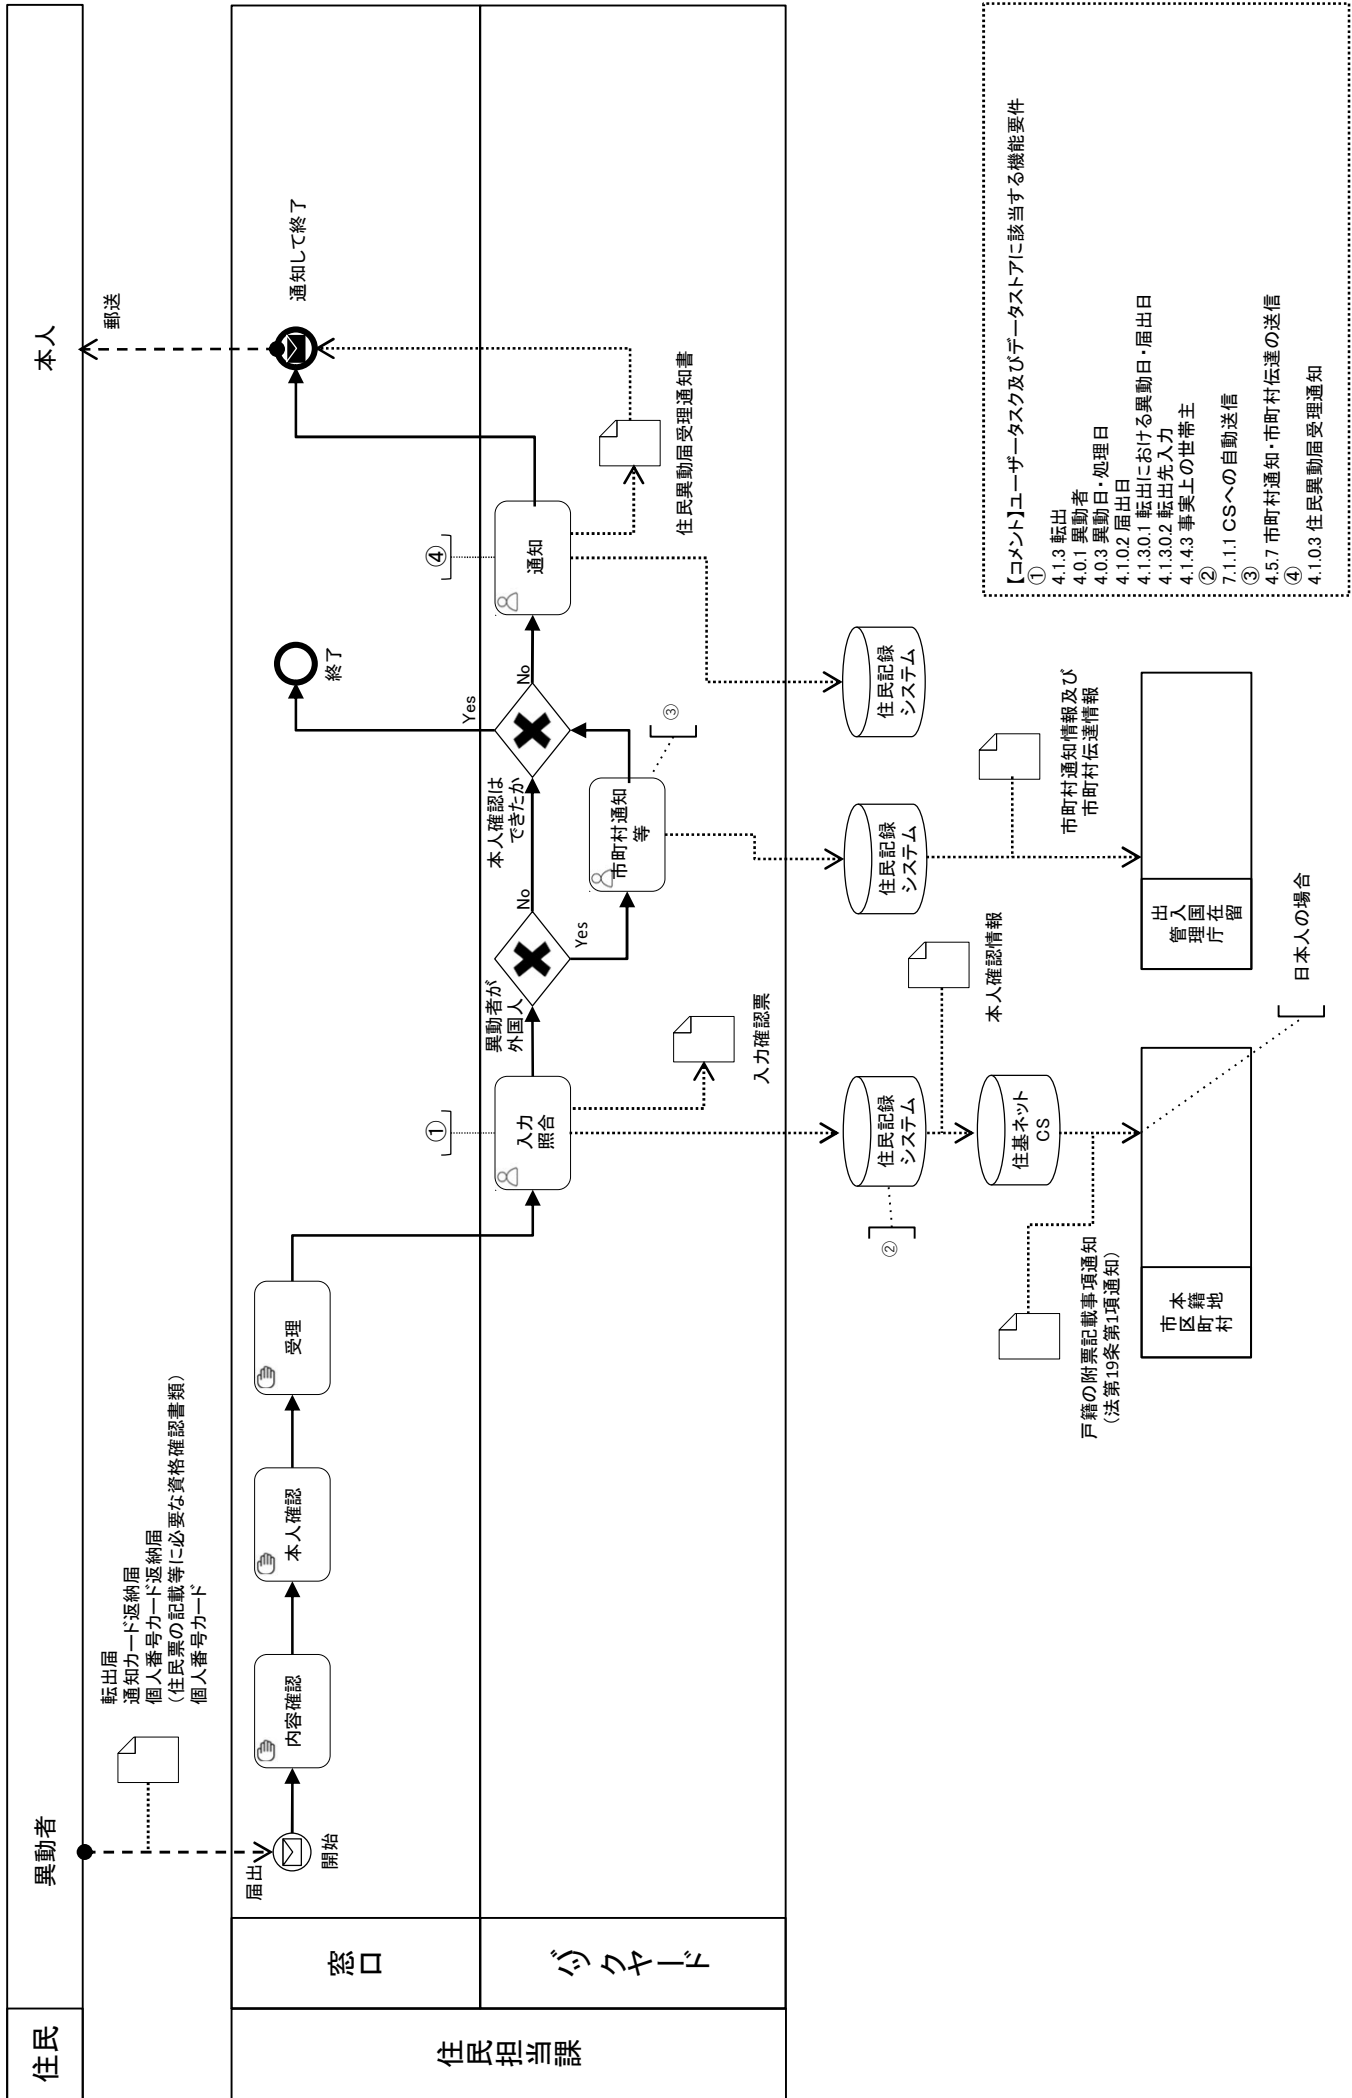 住民
異動者
本人
転出届
通知カード返納届
個人番号カード返納届
（住民票の記載等に必要な資格確認書類）
個人番号カード
郵送
住民担当課
窓口
バックヤード
届出
開始
内容確認
本人確認
受理
終了
通知して終了
①
入力
照合
異動者が
外国人
No
Yes
本人確認は
できたか
Yes
No
市町村通知
等
③
④
通知
住民異動届受理通知書
入力確認票
②
住民記録
システム
住民記録
システム
住民記録
システム
本人確認情報
住基ネット
CS
戸籍の附票記載事項通知
（法第19条第1項通知）
市町村通知情報及び
市町村伝達情報
本籍地
市区町村
出入国在留
管理庁
日本人の場合
【コメント】ユーザータスク及びデータストアに該当する機能要件
①
4.1.3 転出
4.0.1 異動者
4.0.3 異動日・処理日
4.1.0.2 届出日
4.1.3.0.1 転出における異動日・届出日
4.1.3.0.2 転出先入力
4.1.4.3 事実上の世帯主
②
7.1.1.1 CSへの自動送信
③
4.5.7 市町村通知・市町村伝達の送信
④
4.1.0.3 住民異動届受理通知